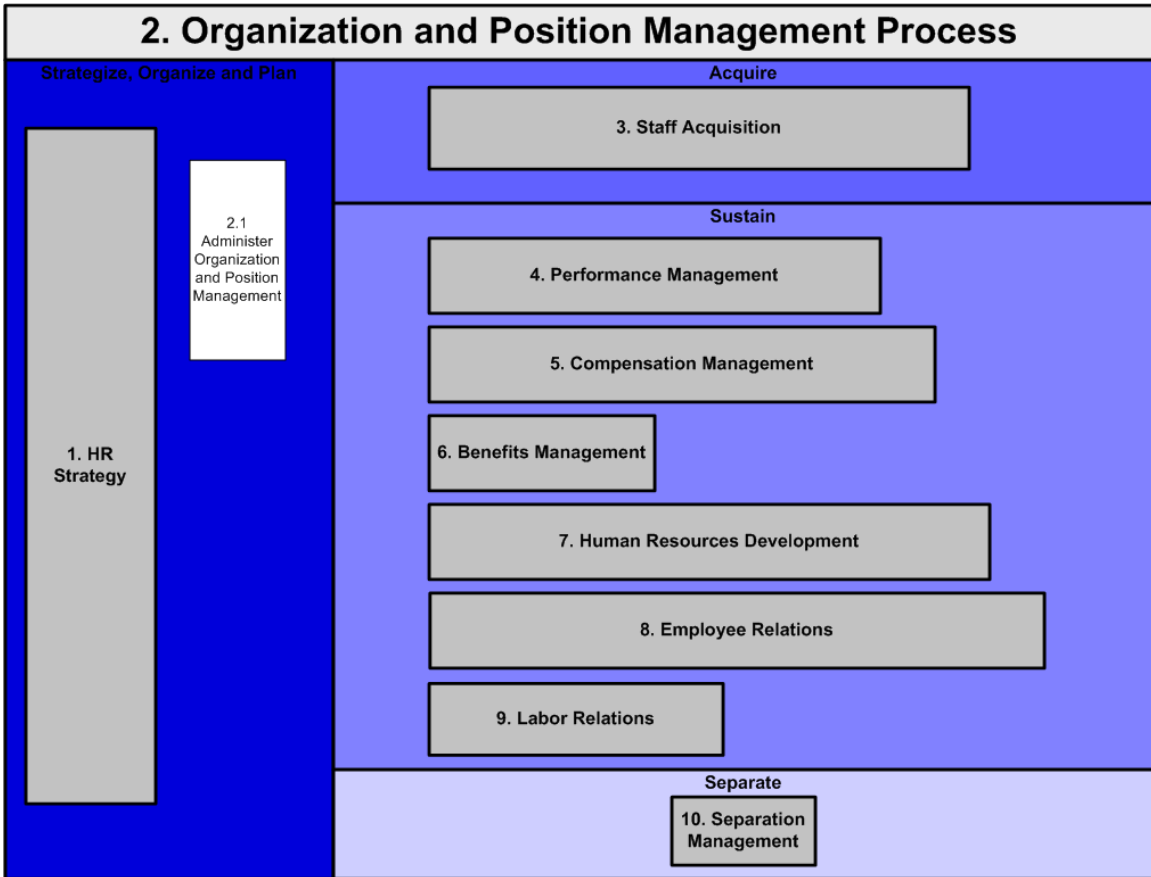 2. Organization and Position Management Process
Strategize, Organize and Plan
1. HR
Strategy
2.1
Administer
Organization
and Position
Management
Acquire
3. Staff Acquisition
Sustain
4. Performance Management
5. Compensation Management
6. Benefits Management
7. Human Resources Development
8. Employee Relations
9. Labor Relations
Separate
10. Separation
Management